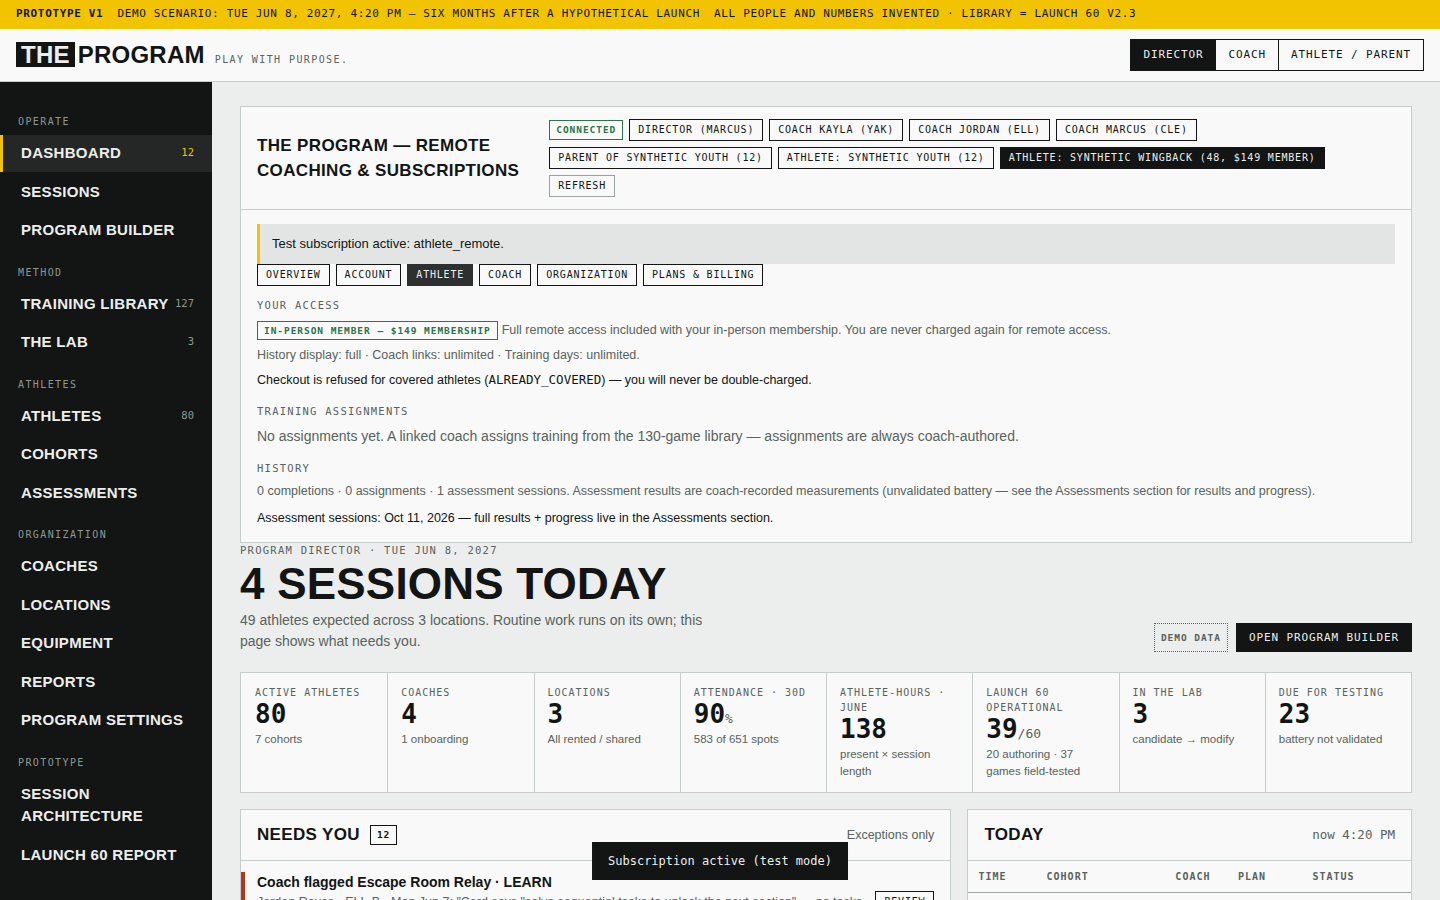 PROTOTYPE V1 DEMO SCENARIO: TUE JUN 8, 2027, 4:20 PM — SIX MONTHS AFTER A HYPOTHETICAL LAUNCH ALL PEOPLE AND NUMBERS INVENTED · LIBRARY = LAUNCH 60 V2.3
THE PROGRAM PLAY WITH PURPOSE.
DIRECTOR COACH ATHLETE / PARENT
OPERATE
DASHBOARD 12
SESSIONS
PROGRAM BUILDER
METHOD
TRAINING LIBRARY 127
THE LAB 3
ATHLETES
ATHLETES 80
COHORTS
ASSESSMENTS
ORGANIZATION
COACHES
LOCATIONS
EQUIPMENT
REPORTS
PROGRAM SETTINGS
PROTOTYPE
SESSION
ARCHITECTURE
LAUNCH 60 REPORT
THE PROGRAM — REMOTE
COACHING & SUBSCRIPTIONS
CONNECTED DIRECTOR (MARCUS) COACH KAYLA (YAK) COACH JORDAN (ELL) COACH MARCUS (CLE)
PARENT OF SYNTHETIC YOUTH (12) ATHLETE: SYNTHETIC YOUTH (12) ATHLETE: SYNTHETIC WINGBACK (48, $149 MEMBER)
REFRESH
Test subscription active: athlete_remote.
OVERVIEW ACCOUNT ATHLETE COACH ORGANIZATION PLANS & BILLING
YOUR ACCESS
IN-PERSON MEMBER — $149 MEMBERSHIP Full remote access included with your in-person membership. You are never charged again for remote access.
History display: full · Coach links: unlimited · Training days: unlimited.
Checkout is refused for covered athletes (ALREADY_COVERED) — you will never be double-charged.
TRAINING ASSIGNMENTS
No assignments yet. A linked coach assigns training from the 130-game library — assignments are always coach-authored.
HISTORY
0 completions · 0 assignments · 1 assessment sessions. Assessment results are coach-recorded measurements (unvalidated battery — see the Assessments section for results and progress).
Assessment sessions: Oct 11, 2026 — full results + progress live in the Assessments section.
PROGRAM DIRECTOR · TUE JUN 8, 2027
4 SESSIONS TODAY
49 athletes expected across 3 locations. Routine work runs on its own; this
page shows what needs you.
DEMO DATA OPEN PROGRAM BUILDER
ACTIVE ATHLETES
80
7 cohorts
COACHES
4
1 onboarding
LOCATIONS
3
All rented / shared
ATTENDANCE · 30D
90%
583 of 651 spots
ATHLETE-HOURS ·
JUNE
138
present × session
length
LAUNCH 60
OPERATIONAL
39/60
20 authoring · 37
games field-tested
IN THE LAB
3
candidate → modify
DUE FOR TESTING
23
battery not validated
NEEDS YOU 12 Exceptions only
Coach flagged Escape Room Relay · LEARN
REVIEW
Subscription active (test mode)
TODAY now 4:20 PM
TIME COHORT COACH PLAN STATUS